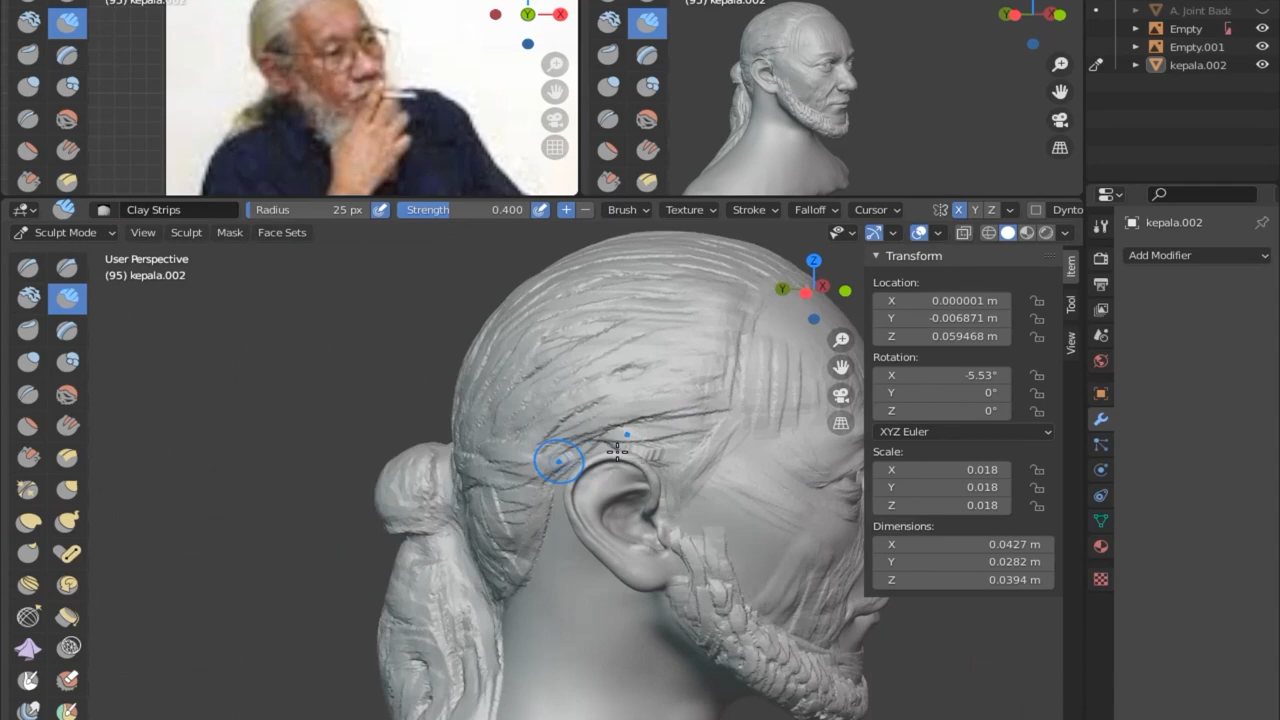 (95) kepala.002
(95) kepala.002
A. Joint Bada
Empty
Empty.001
kepala.002
Clay Strips
Radius 25 px
Strength 0.400
Brush
Texture
Stroke
Falloff
Cursor
X Y Z
Dynto
Sculpt Mode
View
Sculpt
Mask
Face Sets
kepala.002
User Perspective
(95) kepala.002
Add Modifier
Transform
Location:
X 0.000001 m
Y -0.006871 m
Z 0.059468 m
Rotation:
X -5.53°
Y 0°
Z 0°
XYZ Euler
Scale:
X 0.018
Y 0.018
Z 0.018
Dimensions:
X 0.0427 m
Y 0.0282 m
Z 0.0394 m
Item
Tool
View
Y
X
X
Z
Y
X